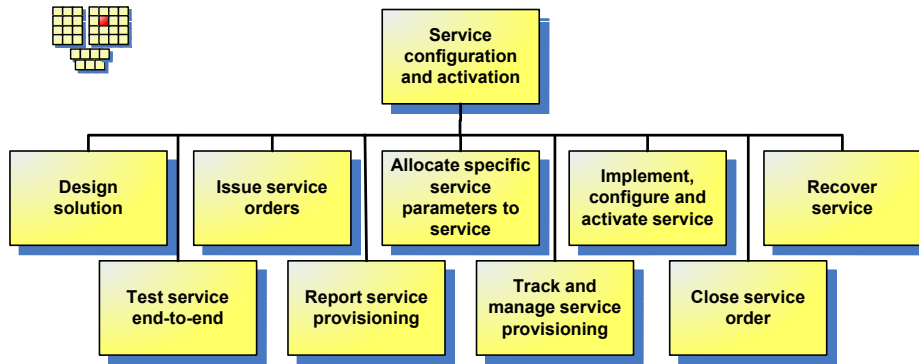 Service
configuration
and activation
Design
solution
Issue service
orders
Allocate specific
service
parameters to
service
Implement,
configure and
activate service
Recover
service
Test service
end-to-end
Report service
provisioning
Track and
manage service
provisioning
Close service
order